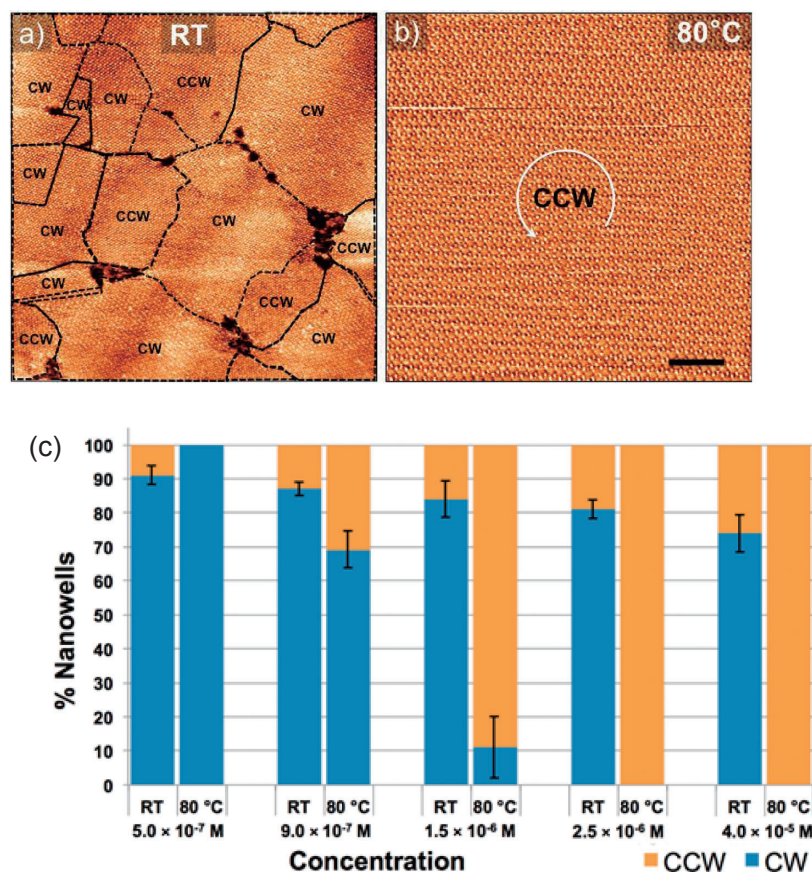 a) RT
CW
CW
CW
CCW
CW
CW
CW
CCW
CW
CCW
CW
CCW
CCW
CW
CW
b) 80°C
CCW
(c)
% Nanowells
100
90
80
70
60
50
40
30
20
10
0
RT 80 °C RT 80 °C RT 80 °C RT 80 °C RT 80 °C
5.0 × 10⁻⁷ M 9.0 × 10⁻⁷ M 1.5 × 10⁻⁶ M 2.5 × 10⁻⁶ M 4.0 × 10⁻⁵ M
Concentration
CCW CW